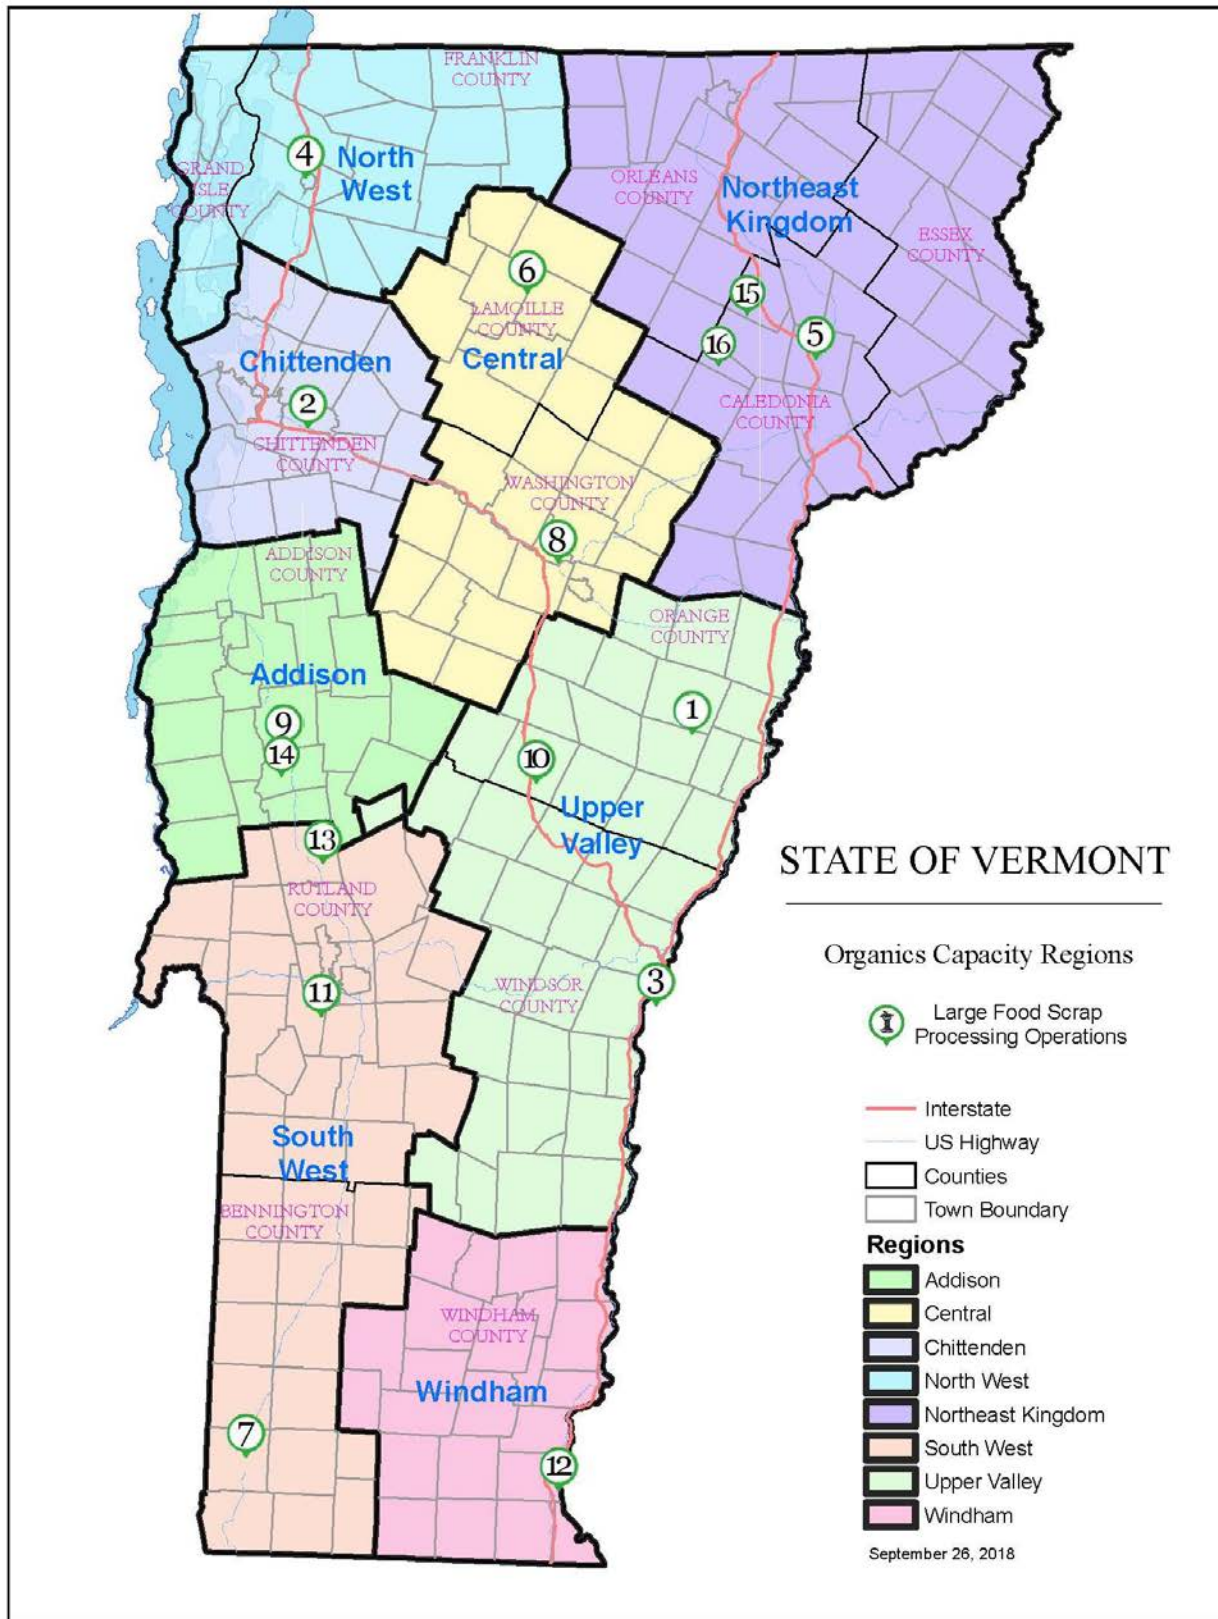 FRANKLIN
COUNTY
4
North
West
GRAND
ISLE
COUNTY
ORLEANS
COUNTY
Northeast
Kingdom
ESSEX
COUNTY
6
LAMOILLE
COUNTY
Central
15
16
5
Chittenden
2
CHITTENDEN
COUNTY
CALEDONIA
COUNTY
WASHINGTON
COUNTY
8
ADDISON
COUNTY
ORANGE
COUNTY
Addison
9
14
1
10
Upper
Valley
13
RUTLAND
COUNTY
11
3
WINDSOR
COUNTY
South
West
BENNINGTON
COUNTY
WINDHAM
COUNTY
Windham
7
12
STATE OF VERMONT
Organics Capacity Regions
Large Food Scrap
Processing Operations
Interstate
US Highway
Counties
Town Boundary
Regions
Addison
Central
Chittenden
North West
Northeast Kingdom
South West
Upper Valley
Windham
September 26, 2018